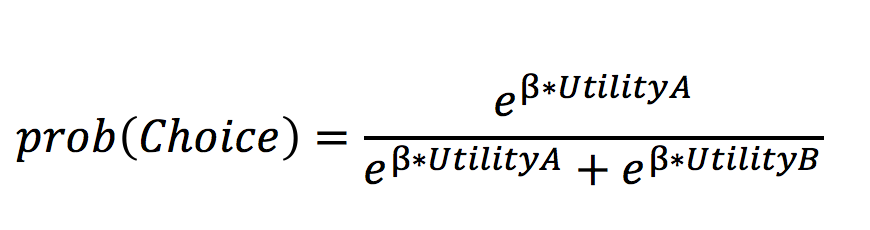 prob(Choice) = e^{β*UtilityA} / (e^{β*UtilityA} + e^{β*UtilityB})